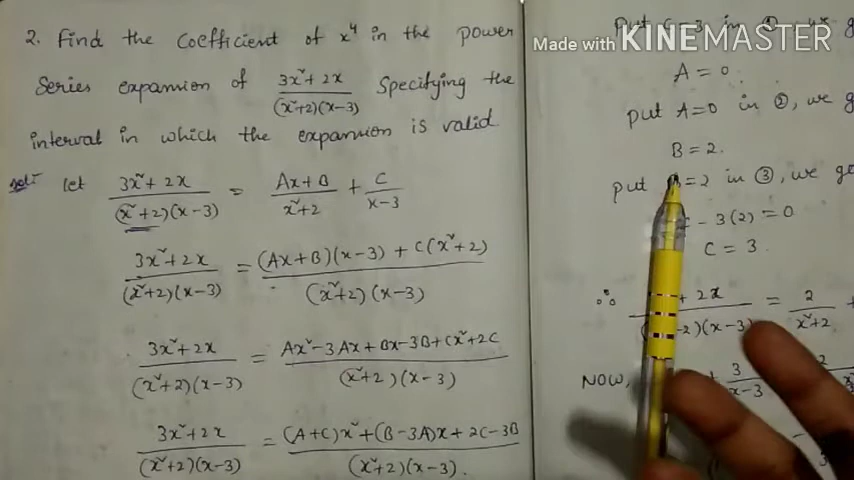 2. Find the coefficient of x⁴ in the power
Series expansion of (3x²+2x)/((x²+2)(x-3)) Specifying the
interval in which the expansion is valid
Sol:- let (3x²+2x)/((x²+2)(x-3)) = (Ax+B)/(x²+2) + C/(x-3)
(3x²+2x)/((x²+2)(x-3)) = ((Ax+B)(x-3) + C(x²+2))/((x²+2)(x-3))
(3x²+2x)/((x²+2)(x-3)) = (Ax²-3Ax+Bx-3B+Cx²+2C)/((x²+2)(x-3))
(3x²+2x)/((x²+2)(x-3)) = ((A+C)x²+(B-3A)x+2C-3B)/((x²+2)(x-3)).
Made with KINEMASTER
A = 0
put A=0 in ②, we
B = 2.
put =2 in ③, we
- 3(2) = 0
C = 3
∴ + 2x / (x-3) = 2/(x²+2)
NOW, 3/(x-3)